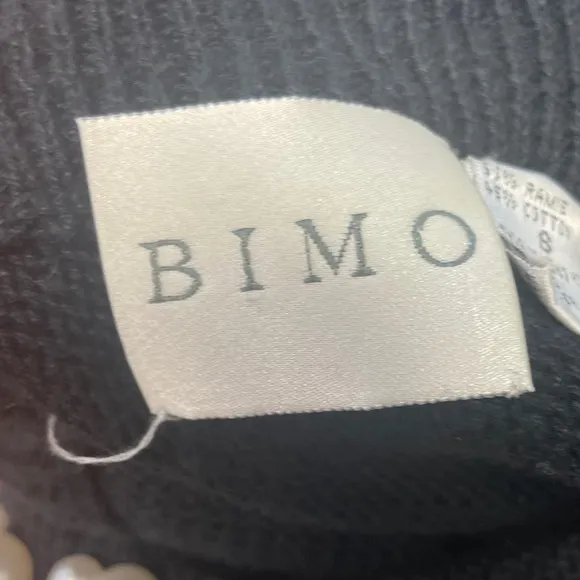 BIMO
55% RAMIE
45% COTTON
8